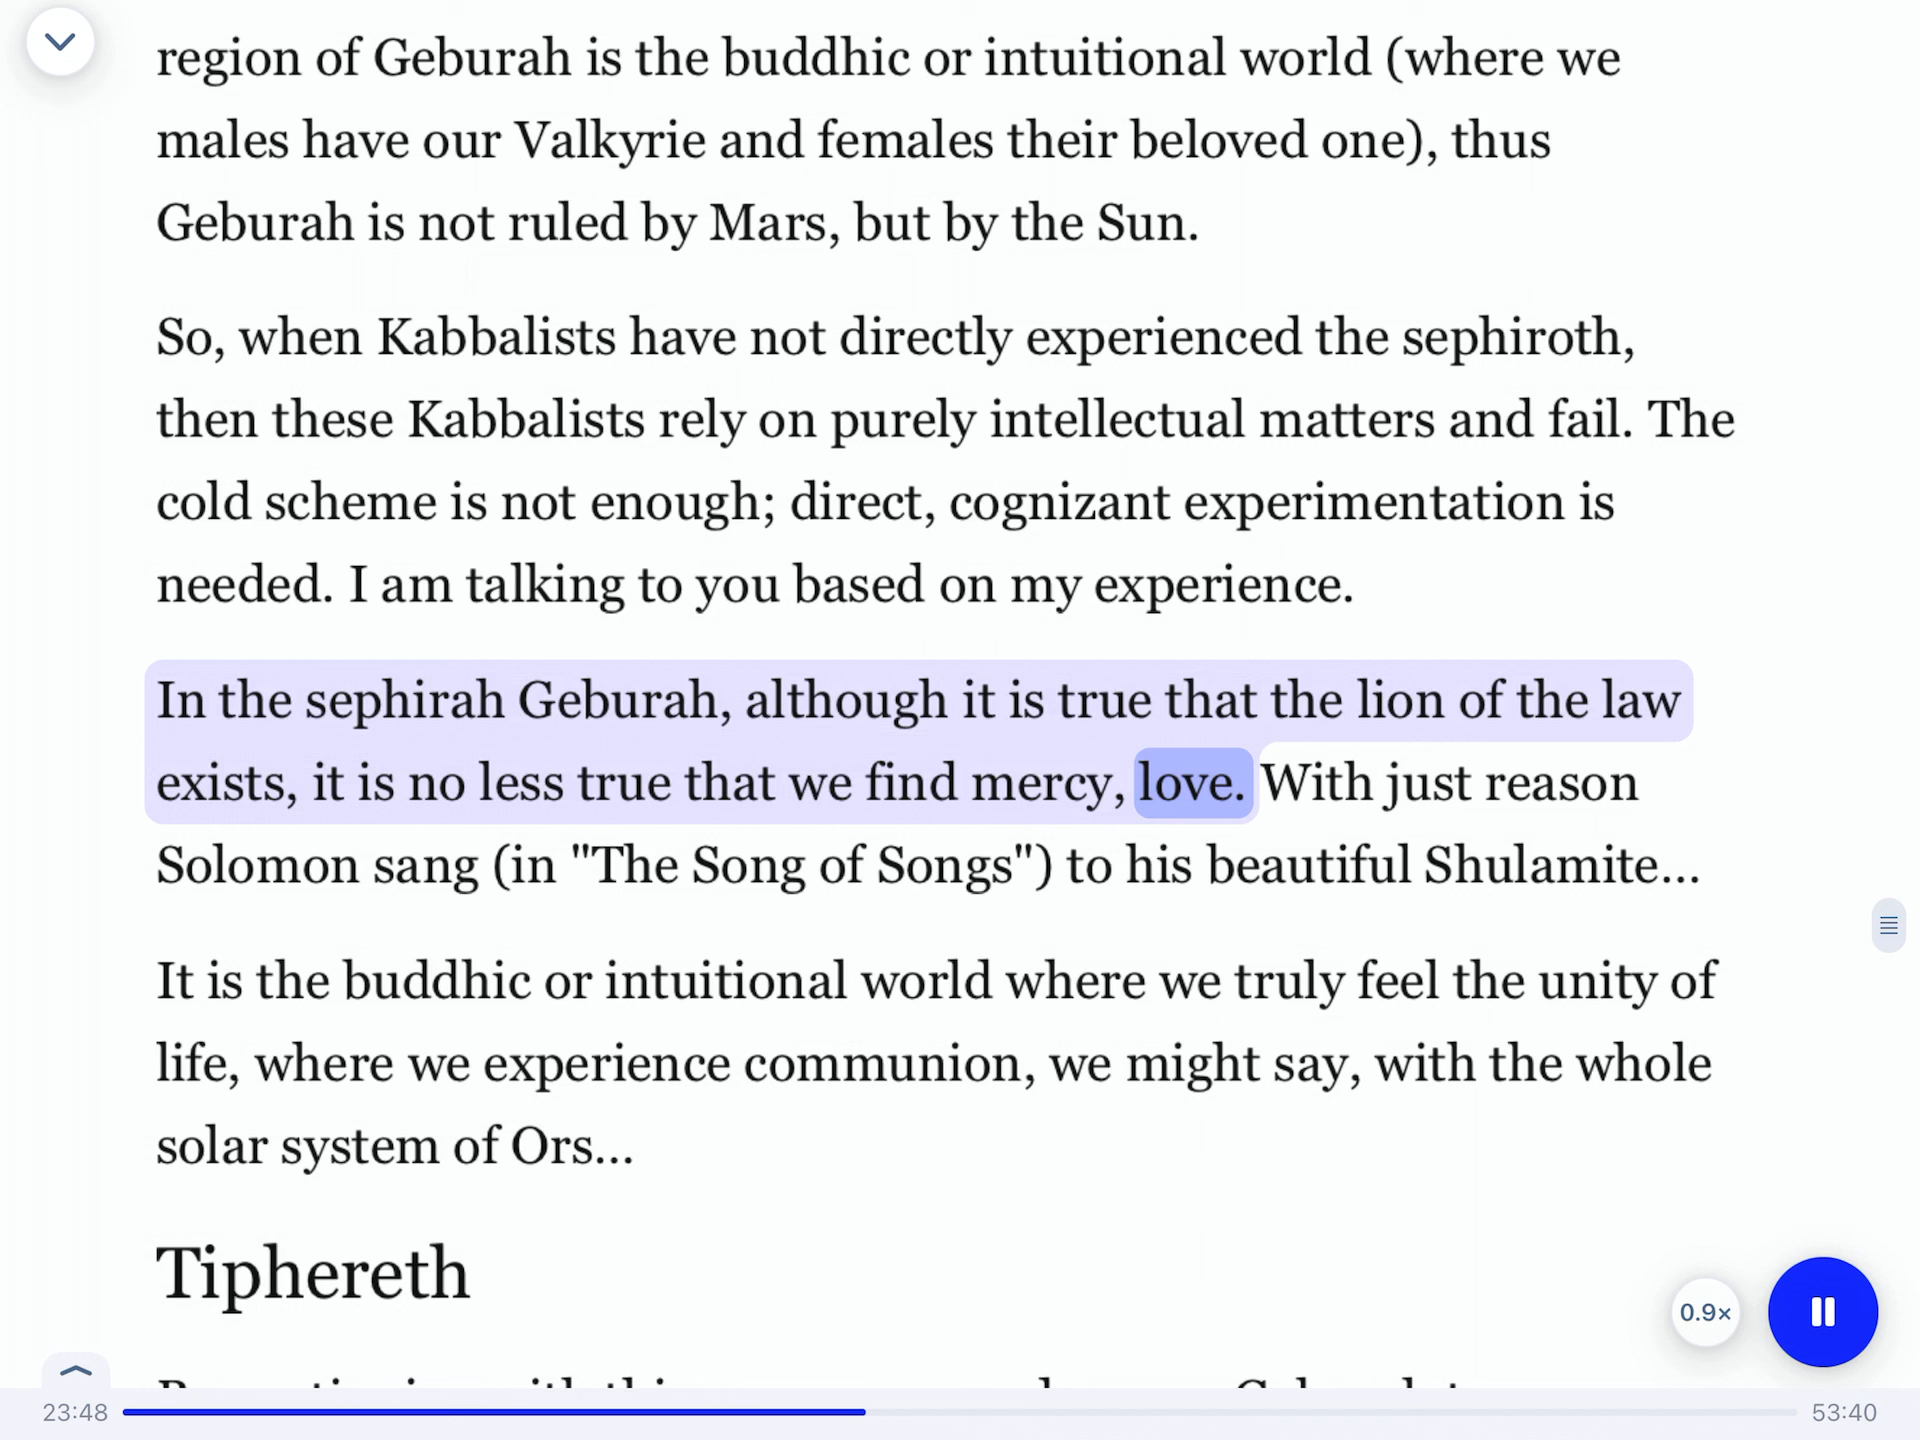 region of Geburah is the buddhic or intuitional world (where we
males have our Valkyrie and females their beloved one), thus
Geburah is not ruled by Mars, but by the Sun.
So, when Kabbalists have not directly experienced the sephiroth,
then these Kabbalists rely on purely intellectual matters and fail. The
cold scheme is not enough; direct, cognizant experimentation is
needed. I am talking to you based on my experience.
In the sephirah Geburah, although it is true that the lion of the law
exists, it is no less true that we find mercy, love. With just reason
Solomon sang (in "The Song of Songs") to his beautiful Shulamite...
It is the buddhic or intuitional world where we truly feel the unity of
life, where we experience communion, we might say, with the whole
solar system of Ors...
Tiphereth
0.9×
23:48
53:40